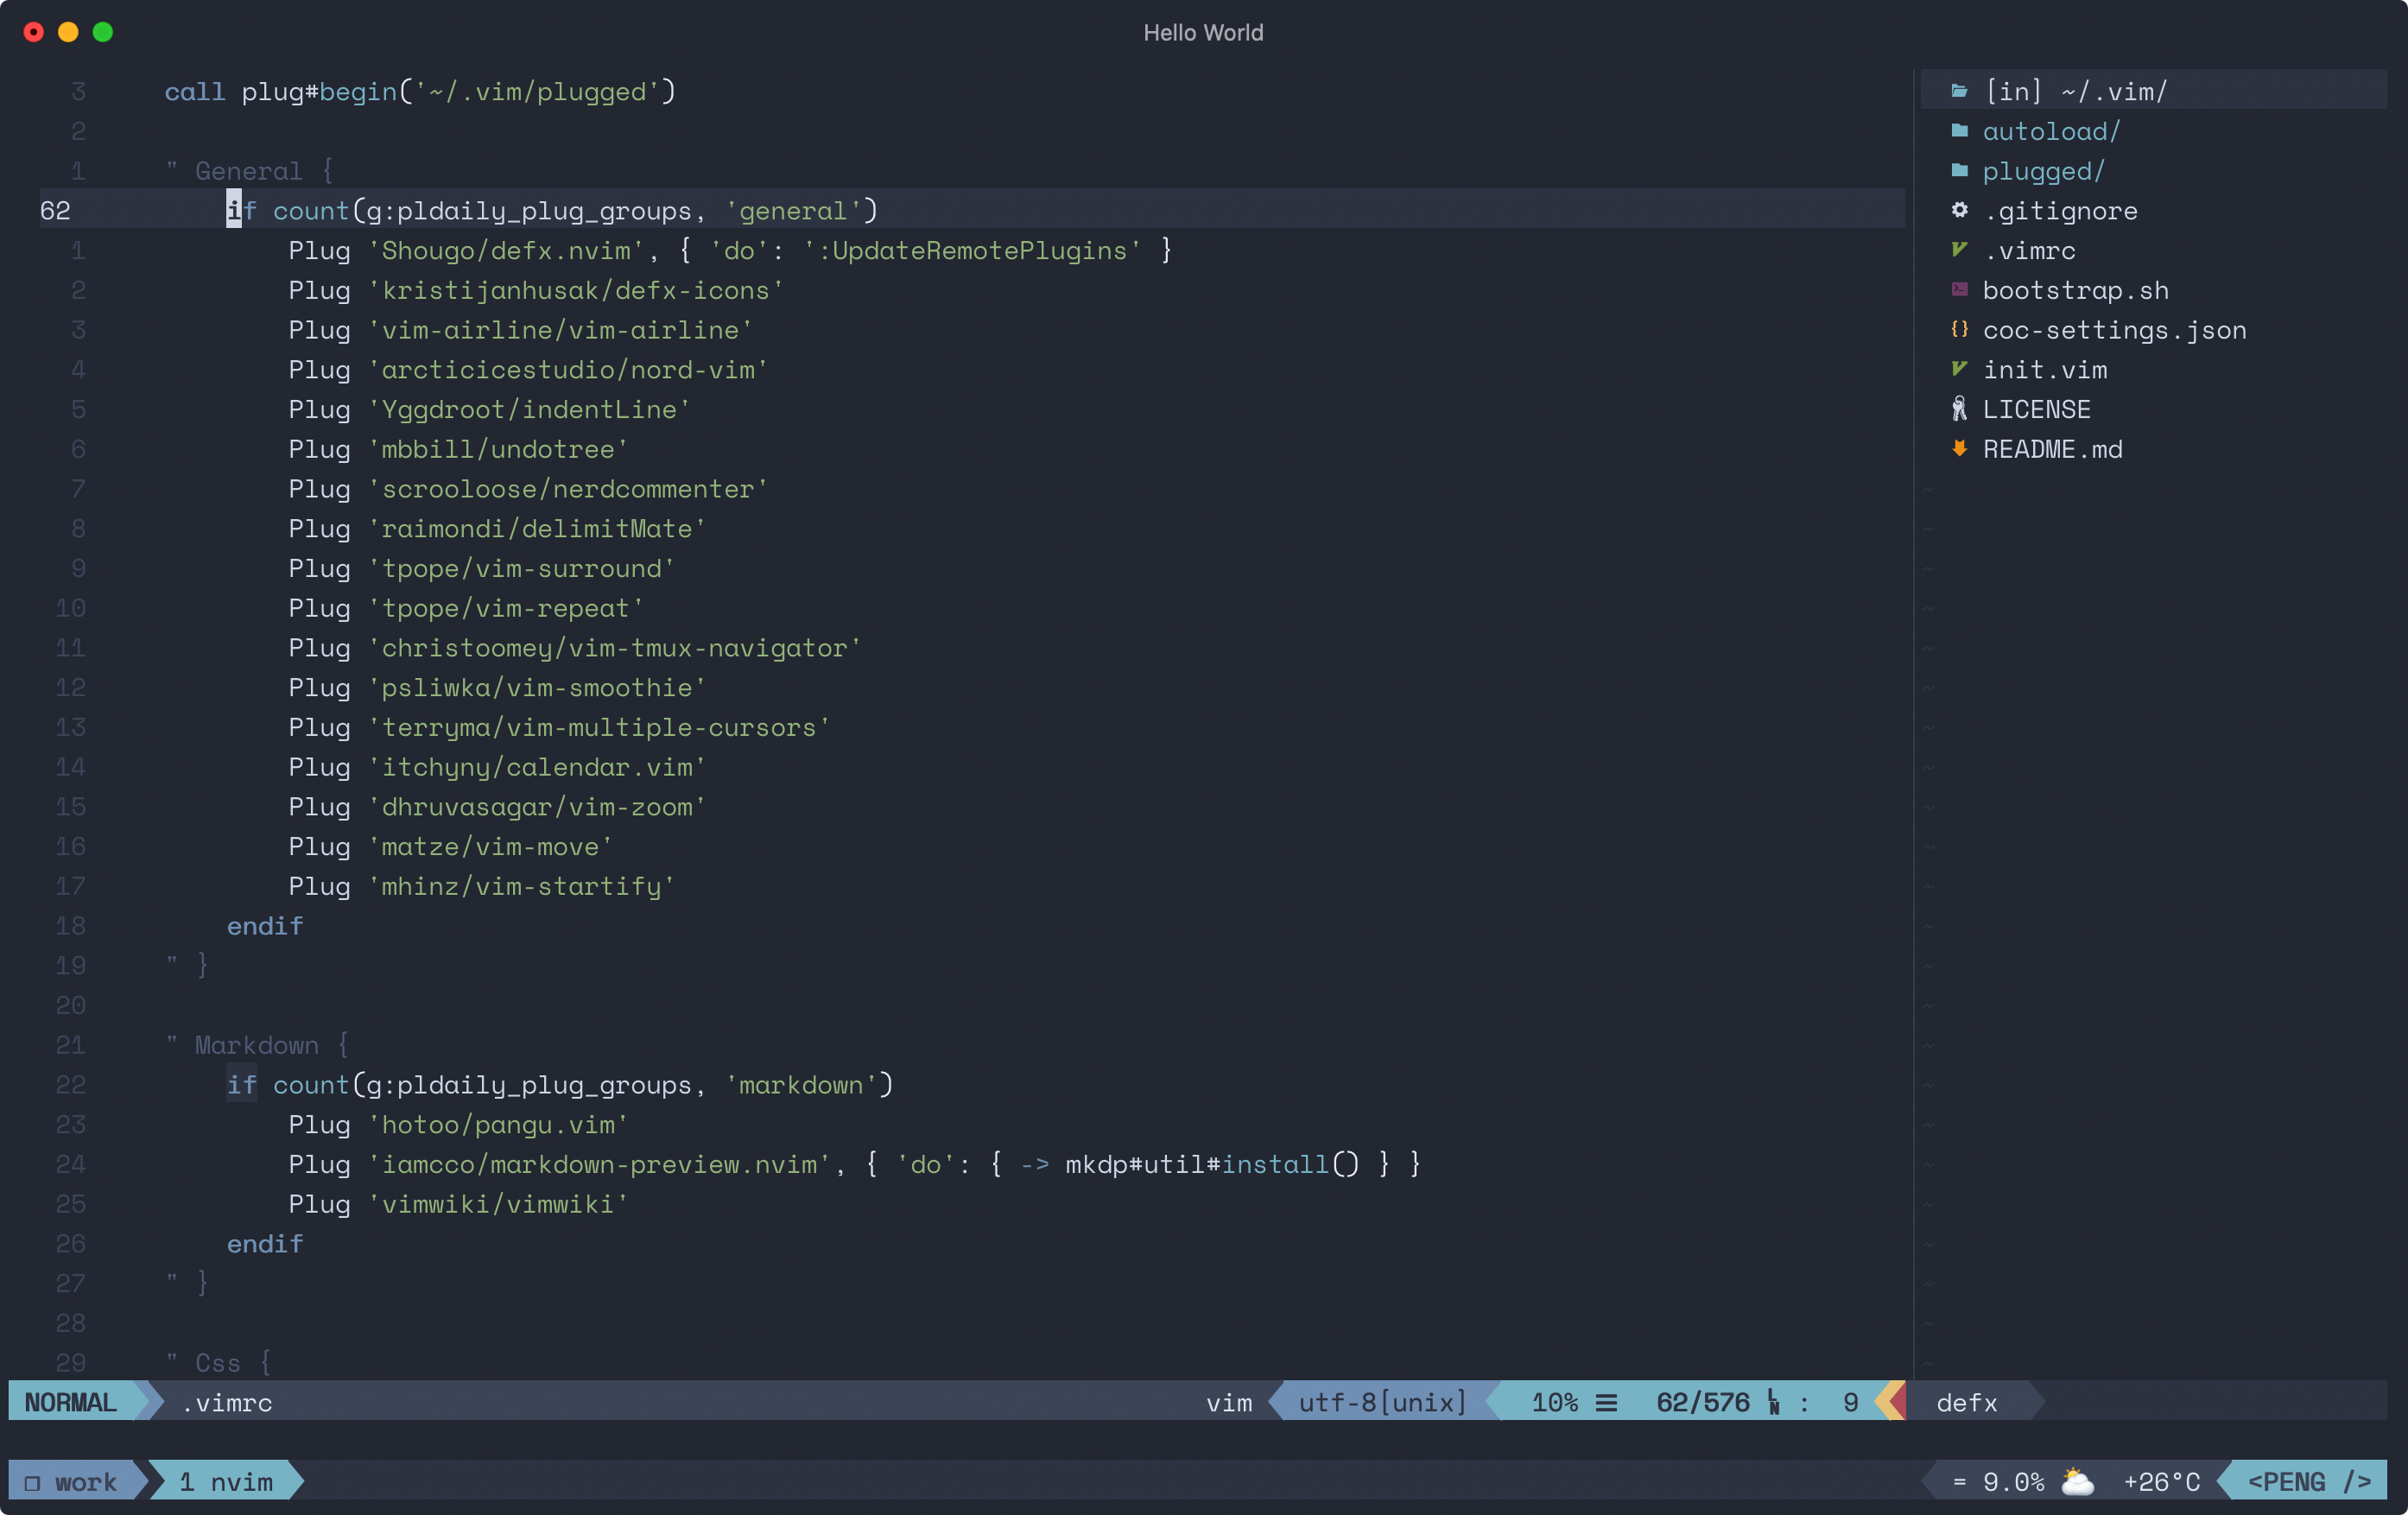 Hello World
3 call plug#begin('~/.vim/plugged')
2
1 " General {
62 if count(g:pldaily_plug_groups, 'general')
1 Plug 'Shougo/defx.nvim', { 'do': ':UpdateRemotePlugins' }
2 Plug 'kristijanhusak/defx-icons'
3 Plug 'vim-airline/vim-airline'
4 Plug 'arcticicestudio/nord-vim'
5 Plug 'Yggdroot/indentLine'
6 Plug 'mbbill/undotree'
7 Plug 'scrooloose/nerdcommenter'
8 Plug 'raimondi/delimitMate'
9 Plug 'tpope/vim-surround'
10 Plug 'tpope/vim-repeat'
11 Plug 'christoomey/vim-tmux-navigator'
12 Plug 'psliwka/vim-smoothie'
13 Plug 'terryma/vim-multiple-cursors'
14 Plug 'itchyny/calendar.vim'
15 Plug 'dhruvasagar/vim-zoom'
16 Plug 'matze/vim-move'
17 Plug 'mhinz/vim-startify'
18 endif
19 " }
20
21 " Markdown {
22 if count(g:pldaily_plug_groups, 'markdown')
23 Plug 'hotoo/pangu.vim'
24 Plug 'iamcco/markdown-preview.nvim', { 'do': { -> mkdp#util#install() } }
25 Plug 'vimwiki/vimwiki'
26 endif
27 " }
28
29 " Css {
[in] ~/.vim/
autoload/
plugged/
.gitignore
.vimrc
bootstrap.sh
coc-settings.json
init.vim
LICENSE
README.md
NORMAL .vimrc vim utf-8[unix] 10% ☰ 62/576 ␤ : 9 defx
❐ work 1 nvim = 9.0% ⛅ +26°C <PENG />